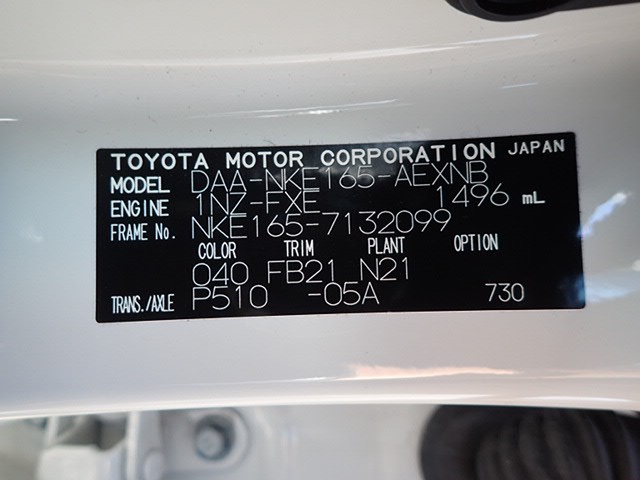 TOYOTA MOTOR CORPORATION JAPAN
MODEL DAA-NKE165-AEXNB
ENGINE 1NZ-FXE 1496 mL
FRAME No. NKE165-7132099
COLOR TRIM PLANT OPTION
040 FB21 N21
TRANS./AXLE P510 -05A 730